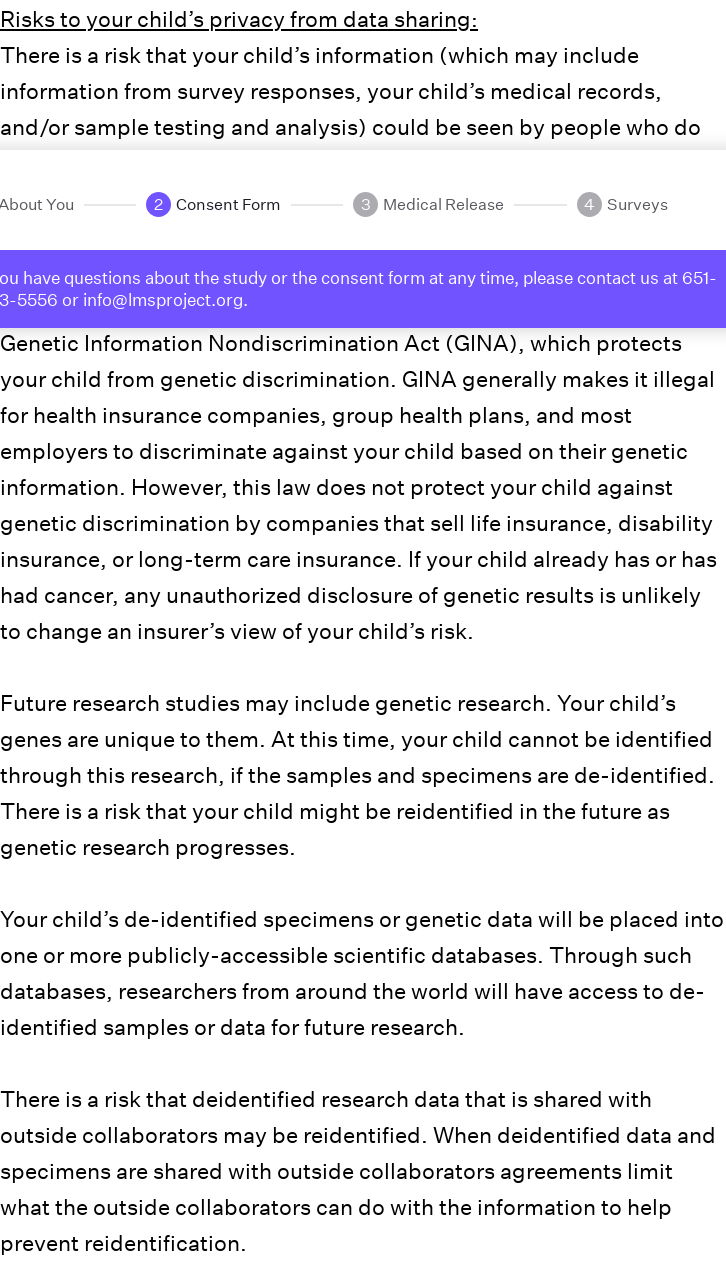 Risks to your child’s privacy from data sharing:
There is a risk that your child’s information (which may include
information from survey responses, your child’s medical records,
and/or sample testing and analysis) could be seen by people who do
About You
2 Consent Form
3 Medical Release
4 Surveys
ou have questions about the study or the consent form at any time, please contact us at 651-
3-5556 or info@lmsproject.org.
Genetic Information Nondiscrimination Act (GINA), which protects
your child from genetic discrimination. GINA generally makes it illegal
for health insurance companies, group health plans, and most
employers to discriminate against your child based on their genetic
information. However, this law does not protect your child against
genetic discrimination by companies that sell life insurance, disability
insurance, or long-term care insurance. If your child already has or has
had cancer, any unauthorized disclosure of genetic results is unlikely
to change an insurer’s view of your child’s risk.
Future research studies may include genetic research. Your child’s
genes are unique to them. At this time, your child cannot be identified
through this research, if the samples and specimens are de-identified.
There is a risk that your child might be reidentified in the future as
genetic research progresses.
Your child’s de-identified specimens or genetic data will be placed into
one or more publicly-accessible scientific databases. Through such
databases, researchers from around the world will have access to de-
identified samples or data for future research.
There is a risk that deidentified research data that is shared with
outside collaborators may be reidentified. When deidentified data and
specimens are shared with outside collaborators agreements limit
what the outside collaborators can do with the information to help
prevent reidentification.